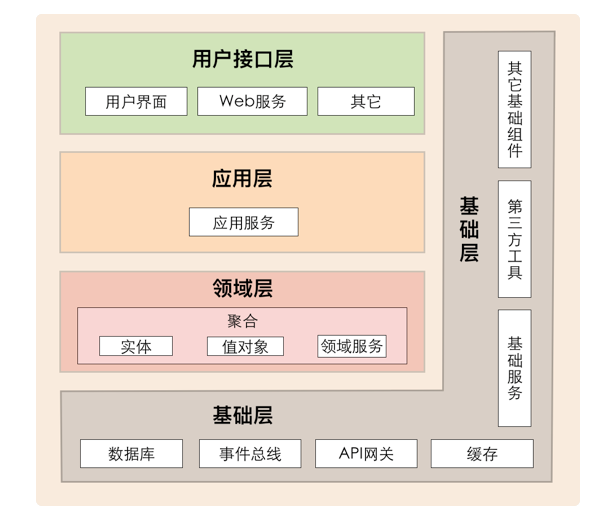 用户接口层
用户界面
Web服务
其它
应用层
应用服务
领域层
聚合
实体
值对象
领域服务
基础层
数据库
事件总线
API网关
缓存
基础层
其它基础组件
第三方工具
基础服务